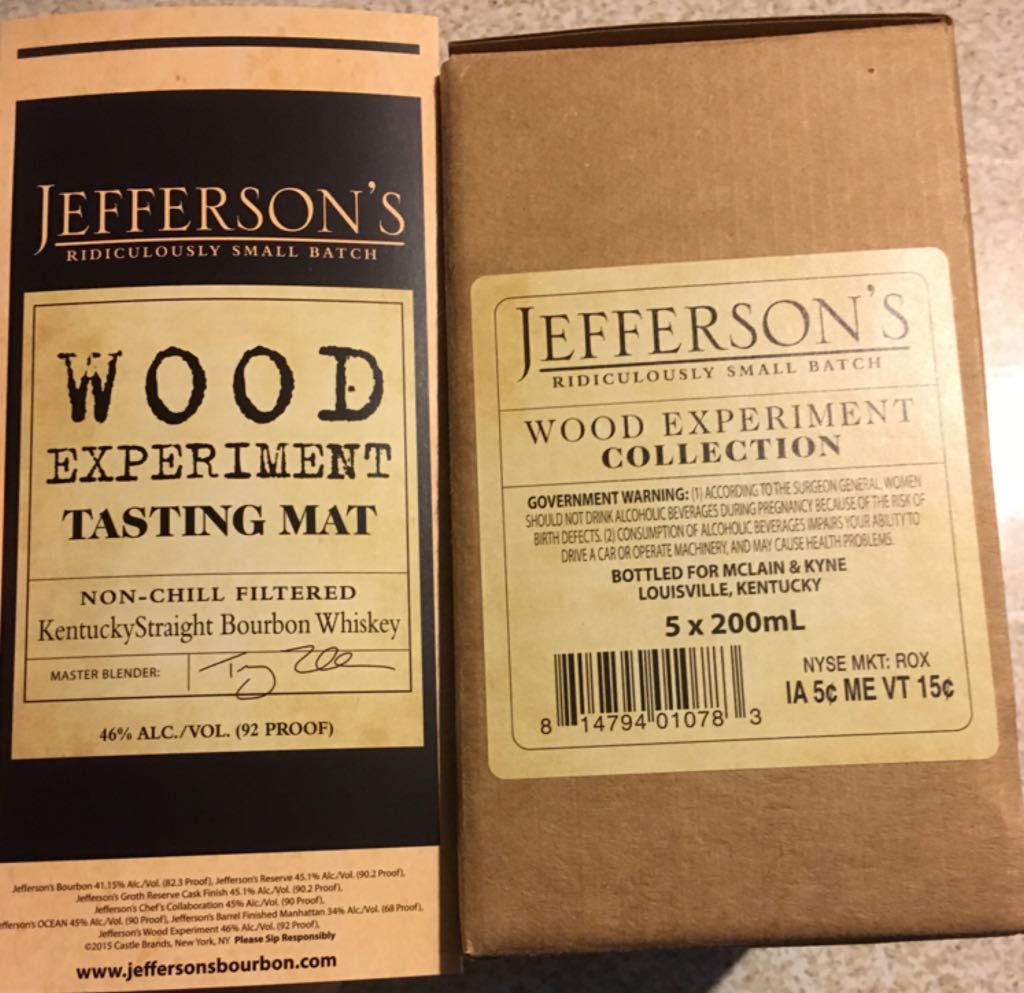 JEFFERSON'S
RIDICULOUSLY SMALL BATCH
WOOD
EXPERIMENT
TASTING MAT
NON-CHILL FILTERED
KentuckyStraight Bourbon Whiskey
MASTER BLENDER:
46% ALC./VOL. (92 PROOF)
Jefferson's Bourbon 41.15% Alc./Vol. (82.3 Proof), Jefferson's Reserve 45.1% Alc./Vol. (90.2 Proof),
Jefferson's Groth Reserve Cask Finish 45.1% Alc./Vol. (90.2 Proof),
Jefferson's Chef's Collaboration 45% Alc./Vol. (90 Proof),
efferson's OCEAN 45% Alc./Vol. (90 Proof), Jefferson's Barrel Finished Manhattan 34% Alc./Vol. (68 Proof),
Jefferson's Wood Experiment 46% Alc./Vol. (92 Proof),
©2015 Castle Brands, New York, NY Please Sip Responsibly
www.jeffersonsbourbon.com
JEFFERSON'S
RIDICULOUSLY SMALL BATCH
WOOD EXPERIMENT
COLLECTION
GOVERNMENT WARNING: (1) ACCORDING TO THE SURGEON GENERAL, WOMEN
SHOULD NOT DRINK ALCOHOLIC BEVERAGES DURING PREGNANCY BECAUSE OF THE RISK OF
BIRTH DEFECTS. (2) CONSUMPTION OF ALCOHOLIC BEVERAGES IMPAIRS YOUR ABILITY TO
DRIVE A CAR OR OPERATE MACHINERY, AND MAY CAUSE HEALTH PROBLEMS.
BOTTLED FOR MCLAIN & KYNE
LOUISVILLE, KENTUCKY
5 x 200mL
NYSE MKT: ROX
IA 5¢ ME VT 15¢
8 14794 01078 3